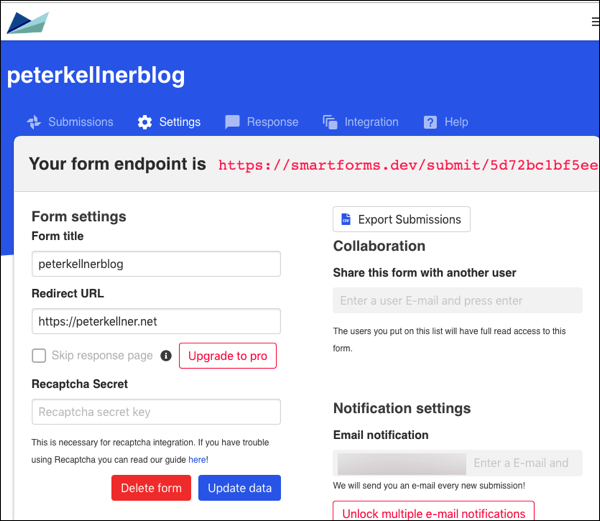 peterkellnerblog
Submissions Settings Response Integration Help
Your form endpoint is https://smartforms.dev/submit/5d72bc1bf5ee
Form settings
Form title
peterkellnerblog
Redirect URL
https://peterkellner.net
Skip response page Upgrade to pro
Recaptcha Secret
Recaptcha secret key
This is necessary for recaptcha integration. If you have trouble
using Recaptcha you can read our guide here!
Delete form Update data
Export Submissions
Collaboration
Share this form with another user
Enter a user E-mail and press enter
The users you put on this list will have full read access to this
form.
Notification settings
Email notification
Enter a E-mail and
We will send you an e-mail every new submission!
Unlock multiple e-mail notifications